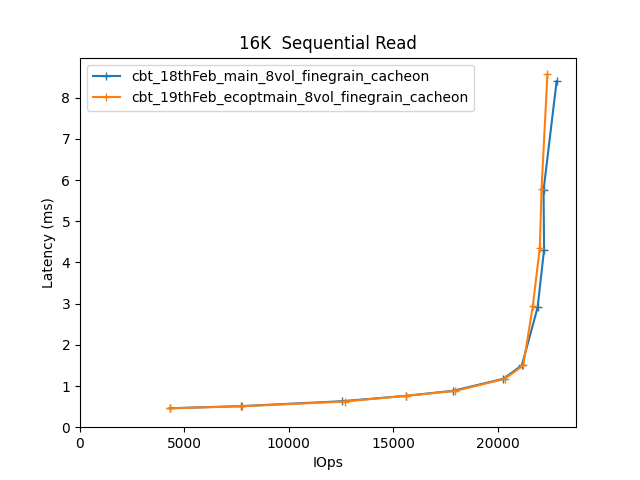 16K  Sequential Read
cbt_18thFeb_main_8vol_finegrain_cacheon
cbt_19thFeb_ecoptmain_8vol_finegrain_cacheon
8
7
6
5
4
3
2
1
0
Latency (ms)
0 5000 10000 15000 20000
IOps